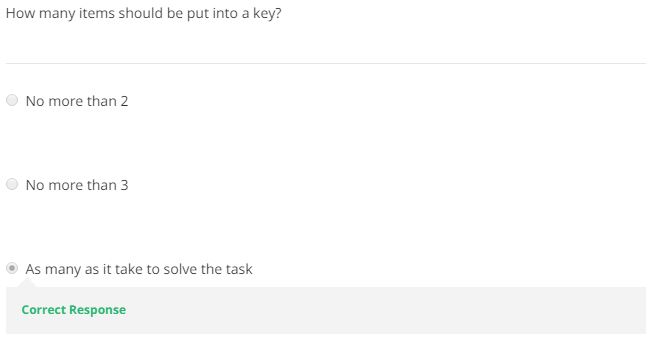 How many items should be put into a key?
No more than 2
No more than 3
As many as it take to solve the task
Correct Response